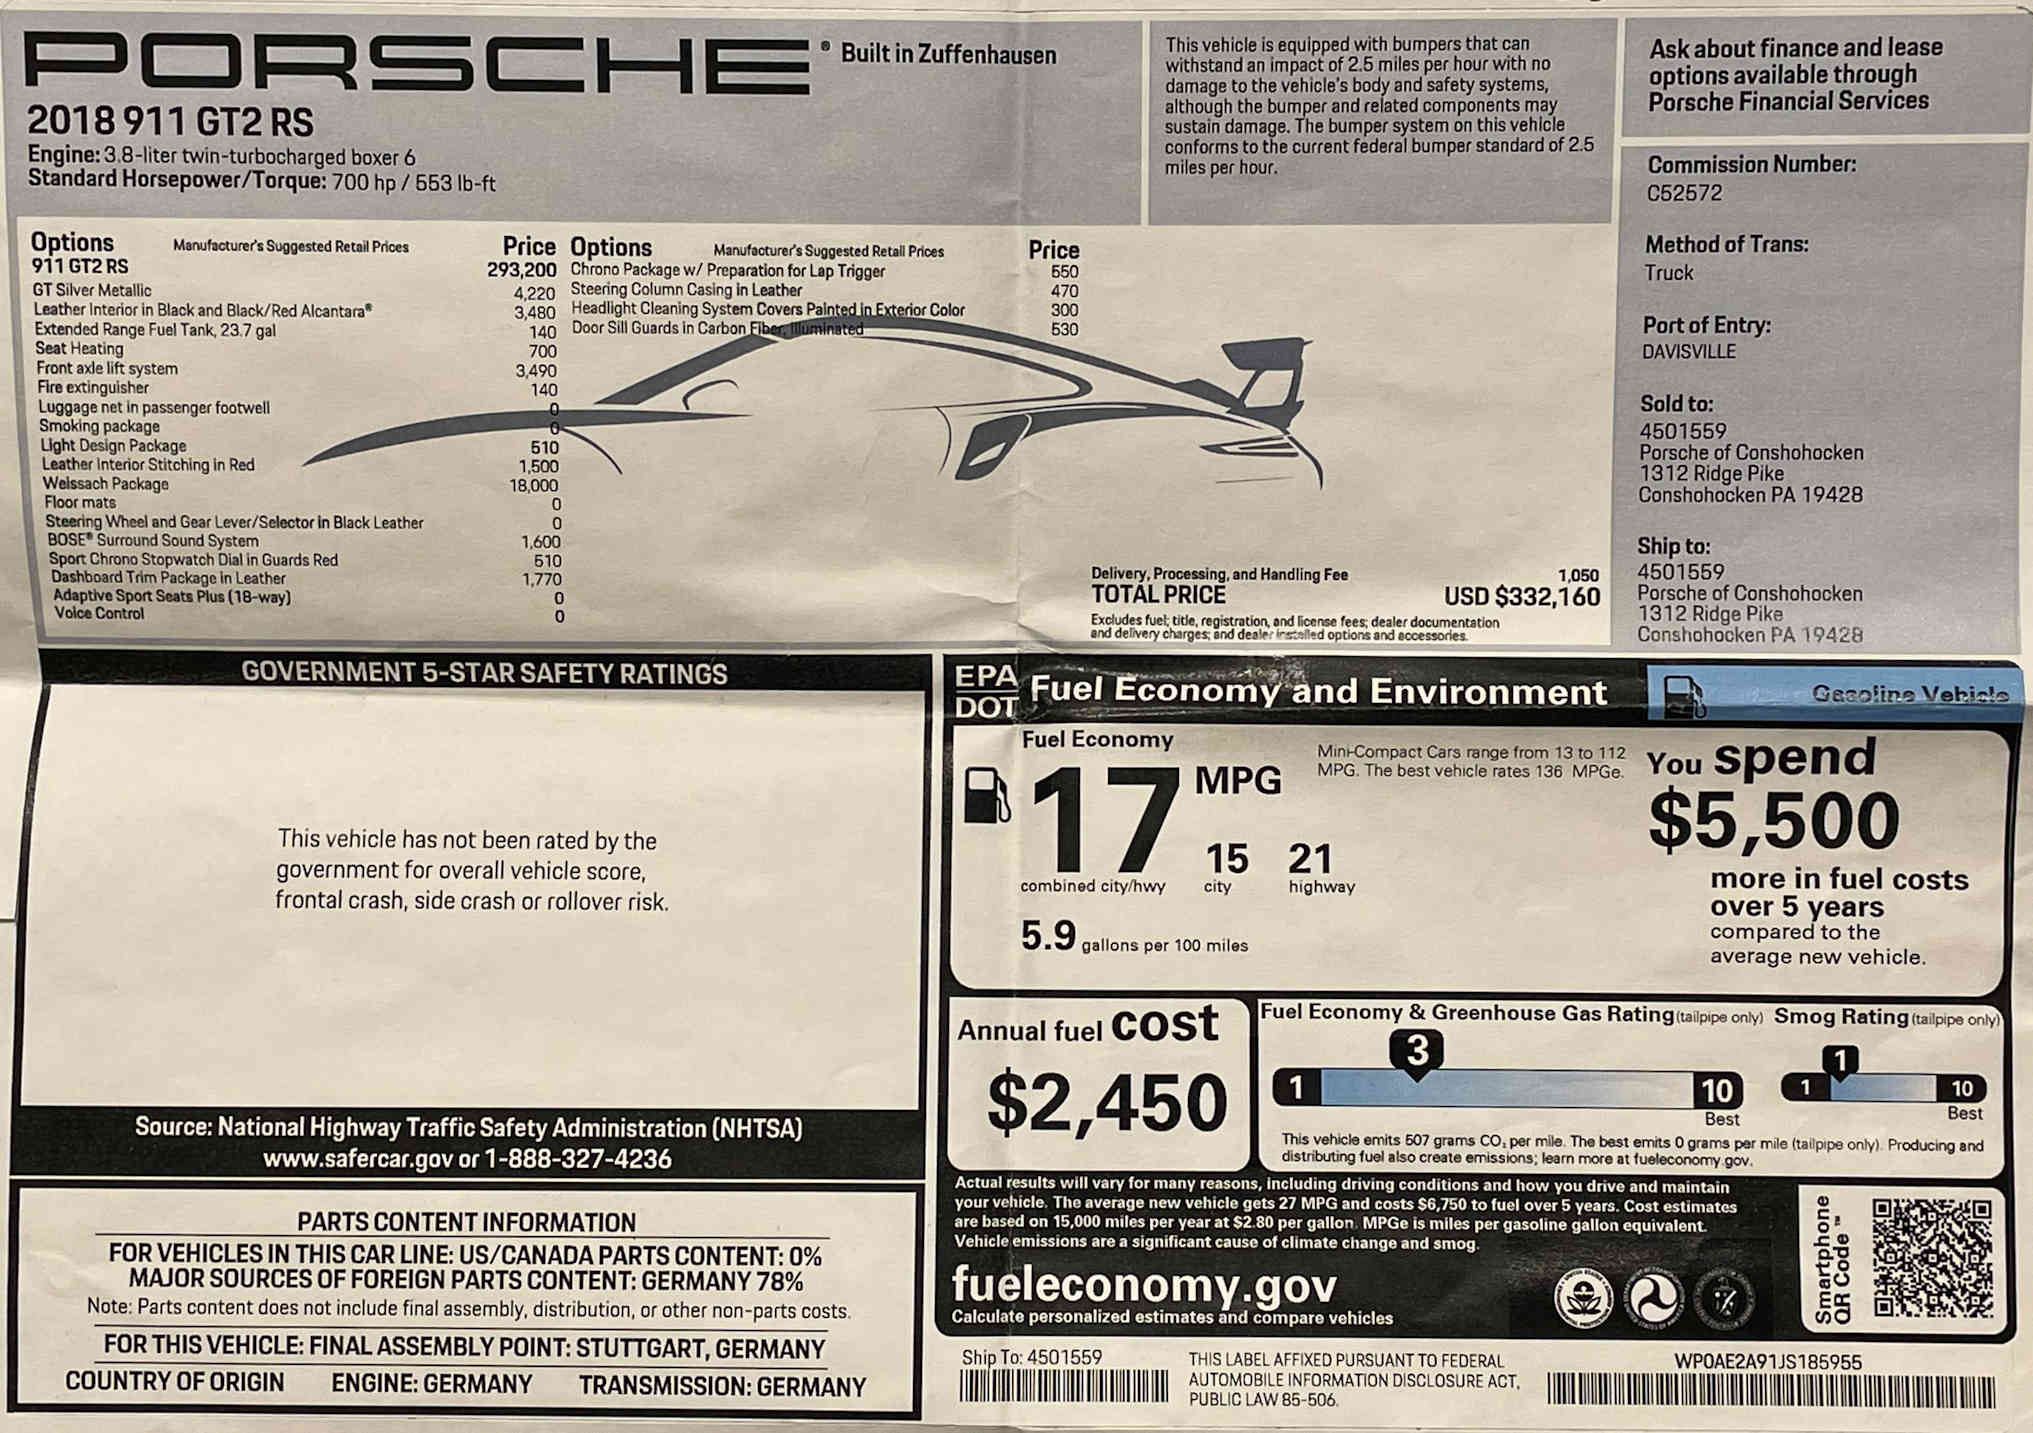 PORSCHE® Built in Zuffenhausen
2018 911 GT2 RS
Engine: 3.8-liter twin-turbocharged boxer 6
Standard Horsepower/Torque: 700 hp / 553 lb-ft
This vehicle is equipped with bumpers that can
withstand an impact of 2.5 miles per hour with no
damage to the vehicle's body and safety systems,
although the bumper and related components may
sustain damage. The bumper system on this vehicle
conforms to the current federal bumper standard of 2.5
miles per hour.
Ask about finance and lease
options available through
Porsche Financial Services
Commission Number:
C52572
Method of Trans:
Truck
Port of Entry:
DAVISVILLE
Sold to:
4501559
Porsche of Conshohocken
1312 Ridge Pike
Conshohocken PA 19428
Ship to:
4501559
Porsche of Conshohocken
1312 Ridge Pike
Conshohocken PA 19428
Options Manufacturer's Suggested Retail Prices Price
911 GT2 RS 293,200
GT Silver Metallic 4,220
Leather Interior in Black and Black/Red Alcantara® 3,480
Extended Range Fuel Tank, 23.7 gal 140
Seat Heating 700
Front axle lift system 3,490
Fire extinguisher 140
Luggage net in passenger footwell 0
Smoking package 0
Light Design Package 510
Leather Interior Stitching in Red 1,500
Weissach Package 18,000
Floor mats 0
Steering Wheel and Gear Lever/Selector in Black Leather 0
BOSE® Surround Sound System 1,600
Sport Chrono Stopwatch Dial in Guards Red 510
Dashboard Trim Package in Leather 1,770
Adaptive Sport Seats Plus (18-way) 0
Voice Control 0
Options Manufacturer's Suggested Retail Prices Price
Chrono Package w/ Preparation for Lap Trigger 550
Steering Column Casing in Leather 470
Headlight Cleaning System Covers Painted in Exterior Color 300
Door Sill Guards in Carbon Fiber, Illuminated 530
Delivery, Processing, and Handling Fee 1,050
TOTAL PRICE USD $332,160
Excludes fuel; title, registration, and license fees; dealer documentation
and delivery charges; and dealer installed options and accessories.
GOVERNMENT 5-STAR SAFETY RATINGS
This vehicle has not been rated by the
government for overall vehicle score,
frontal crash, side crash or rollover risk.
Source: National Highway Traffic Safety Administration (NHTSA)
www.safercar.gov or 1-888-327-4236
PARTS CONTENT INFORMATION
FOR VEHICLES IN THIS CAR LINE: US/CANADA PARTS CONTENT: 0%
MAJOR SOURCES OF FOREIGN PARTS CONTENT: GERMANY 78%
Note: Parts content does not include final assembly, distribution, or other non-parts costs.
FOR THIS VEHICLE: FINAL ASSEMBLY POINT: STUTTGART, GERMANY
COUNTRY OF ORIGIN ENGINE: GERMANY TRANSMISSION: GERMANY
EPA
DOT
Fuel Economy and Environment
Gasoline Vehicle
Fuel Economy
17 MPG
combined city/hwy
15
city
21
highway
5.9 gallons per 100 miles
Mini-Compact Cars range from 13 to 112
MPG. The best vehicle rates 136 MPGe.
You spend
$5,500
more in fuel costs
over 5 years
compared to the
average new vehicle.
Annual fuel cost
$2,450
Fuel Economy & Greenhouse Gas Rating (tailpipe only)
3
1 10
Best
Smog Rating (tailpipe only)
1
1 10
Best
This vehicle emits 507 grams CO₂ per mile. The best emits 0 grams per mile (tailpipe only). Producing and
distributing fuel also create emissions; learn more at fueleconomy.gov.
Actual results will vary for many reasons, including driving conditions and how you drive and maintain
your vehicle. The average new vehicle gets 27 MPG and costs $6,750 to fuel over 5 years. Cost estimates
are based on 15,000 miles per year at $2.80 per gallon. MPGe is miles per gasoline gallon equivalent.
Vehicle emissions are a significant cause of climate change and smog.
fueleconomy.gov
Calculate personalized estimates and compare vehicles
Smartphone
QR Code™
Ship To: 4501559
THIS LABEL AFFIXED PURSUANT TO FEDERAL
AUTOMOBILE INFORMATION DISCLOSURE ACT,
PUBLIC LAW 85-506.
WP0AE2A91JS185955